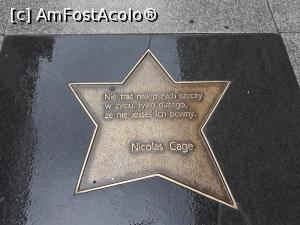 (c) AmFostAcolo®
Nie trać najlepszych rzeczy
w życiu, tylko dlatego,
że nie jesteś ich pewny.
Nicolas Cage